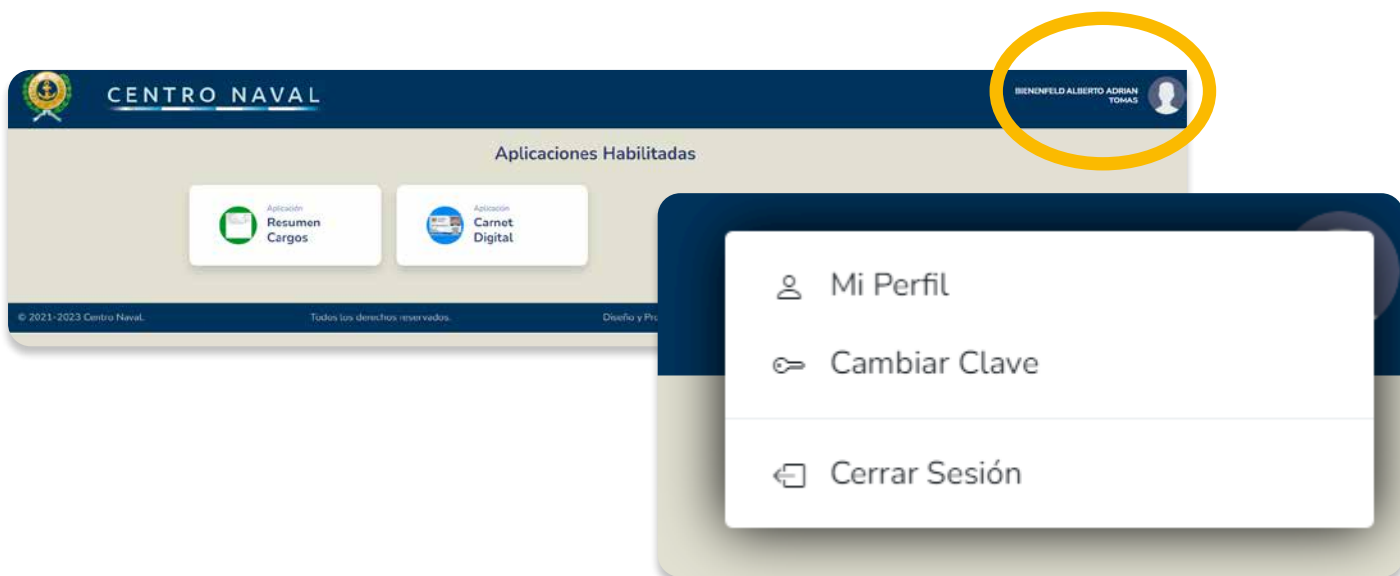 CENTRO NAVAL
BIENENFELD ALBERTO ADRIAN
TOMAS
Aplicaciones Habilitadas
Aplicación
Resumen
Cargos
Aplicación
Carnet
Digital
© 2021-2023 Centro Naval.
Todos los derechos reservados.
Diseño y
Mi Perfil
Cambiar Clave
Cerrar Sesión